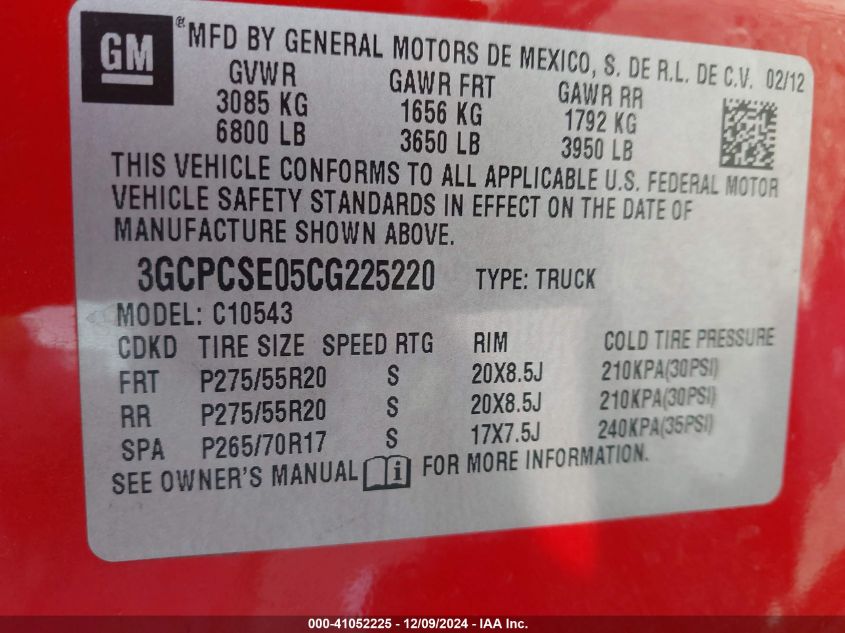 GM
® MFD BY GENERAL MOTORS DE MEXICO, S. DE R.L. DE C.V. 02/12
GVWR GAWR FRT GAWR RR
3085 KG 1656 KG 1792 KG
6800 LB 3650 LB 3950 LB
THIS VEHICLE CONFORMS TO ALL APPLICABLE U.S. FEDERAL MOTOR
VEHICLE SAFETY STANDARDS IN EFFECT ON THE DATE OF
MANUFACTURE SHOWN ABOVE.
3GCPCSE05CG225220 TYPE: TRUCK
MODEL: C10543
CDKD TIRE SIZE SPEED RTG RIM COLD TIRE PRESSURE
FRT P275/55R20 S 20X8.5J 210KPA(30PSI)
RR P275/55R20 S 20X8.5J 210KPA(30PSI)
SPA P265/70R17 S 17X7.5J 240KPA(35PSI)
SEE OWNER'S MANUAL i FOR MORE INFORMATION.
000-41052225 - 12/09/2024 - IAA Inc.